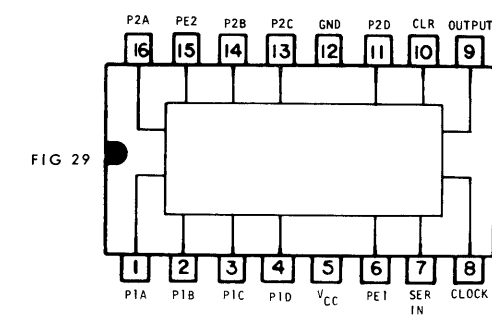 P2A PE2 P2B P2C GND P2D CLR OUTPUT
16 15 14 13 12 11 10 9
FIG 29
1 2 3 4 5 6 7 8
P1A P1B P1C P1D VCC PE1 SER IN CLOCK